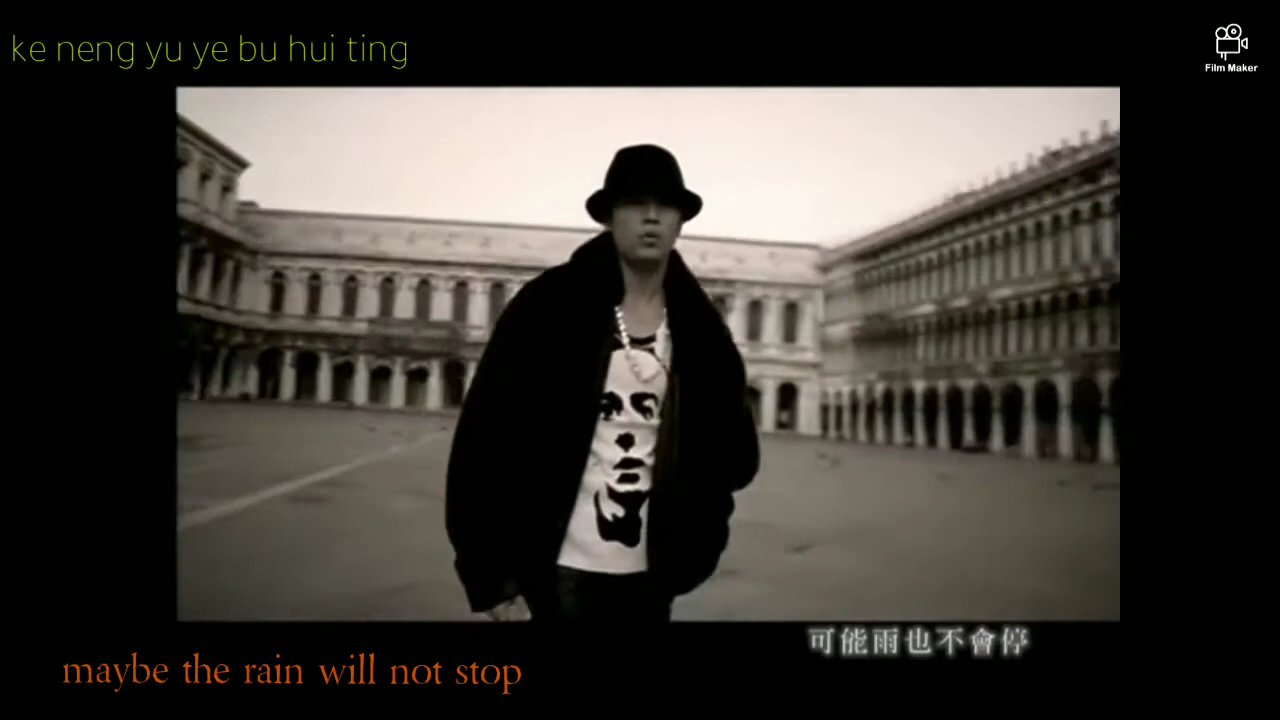 ke neng yu ye bu hui ting
Film Maker
可能雨也不會停
maybe the rain will not stop